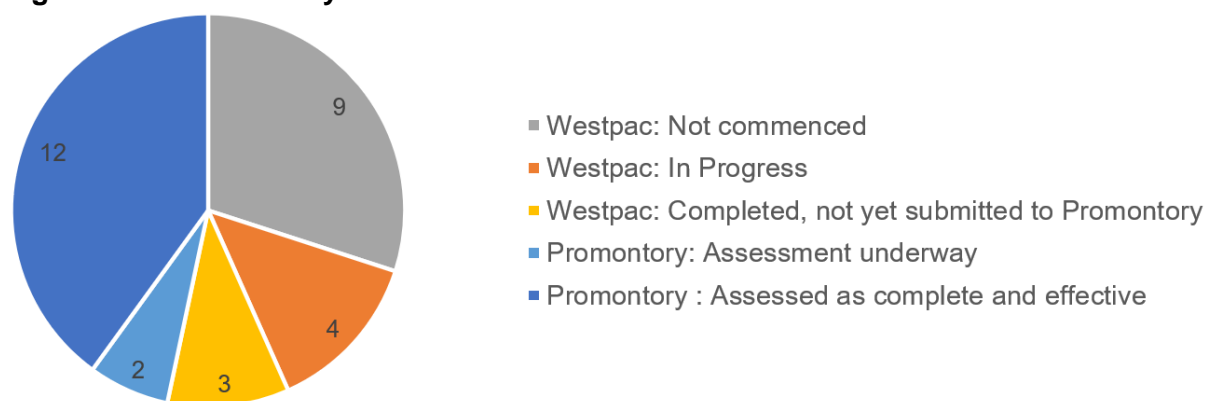 9
12
4
2
3
Westpac: Not commenced
Westpac: In Progress
Westpac: Completed, not yet submitted to Promontory
Promontory: Assessment underway
Promontory : Assessed as complete and effective